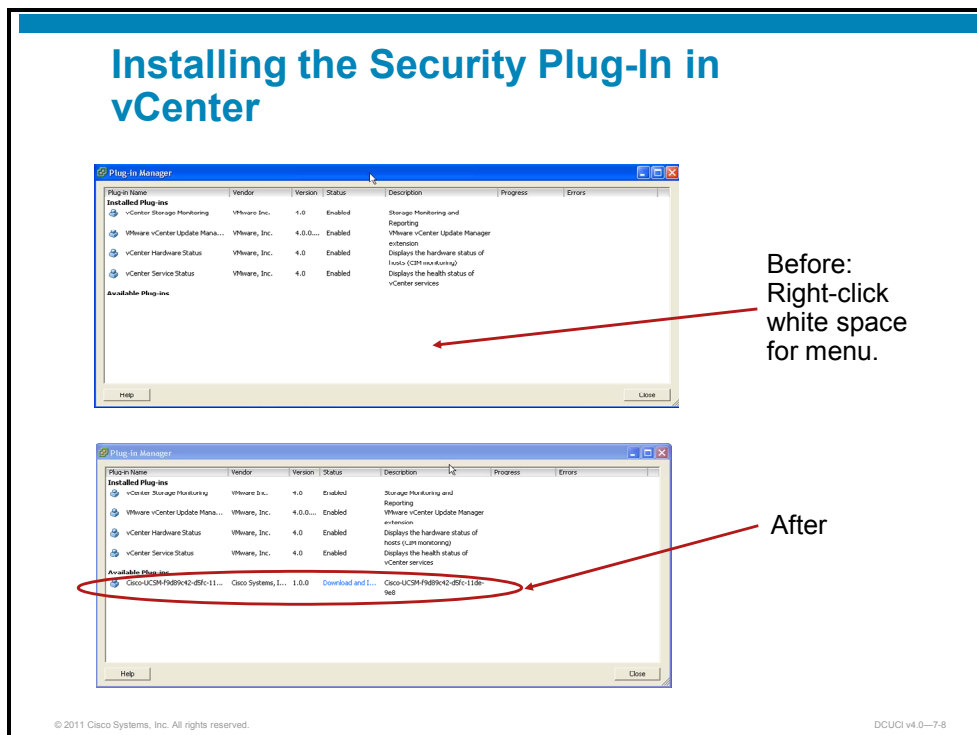 Installing the Security Plug-In in
vCenter
Plug-in Manager
Plug-in Name Vendor Version Status Description Progress Errors
Installed Plug-ins
vCenter Storage Monitoring VMware Inc. 4.0 Enabled Storage Monitoring and
Reporting
VMware vCenter Update Mana... VMware, Inc. 4.0.0.... Enabled VMware vCenter Update Manager
extension
vCenter Hardware Status VMware, Inc. 4.0 Enabled Displays the hardware status of
hosts (CIM monitoring)
vCenter Service Status VMware, Inc. 4.0 Enabled Displays the health status of
vCenter services
Available Plug-ins
Help Close
Before:
Right-click
white space
for menu.
Plug-in Manager
Plug-in Name Vendor Version Status Description Progress Errors
Installed Plug-ins
vCenter Storage Monitoring VMware Inc. 4.0 Enabled Storage Monitoring and
Reporting
VMware vCenter Update Mana... VMware, Inc. 4.0.0.... Enabled VMware vCenter Update Manager
extension
vCenter Hardware Status VMware, Inc. 4.0 Enabled Displays the hardware status of
hosts (CIM monitoring)
vCenter Service Status VMware, Inc. 4.0 Enabled Displays the health status of
vCenter services
Available Plug-ins
Cisco-UCSM-f9d89c42-d5fc-11... Cisco Systems, I... 1.0.0 Download and I... Cisco-UCSM-f9d89c42-d5fc-11de-
9e8
Help Close
After
© 2011 Cisco Systems, Inc. All rights reserved.
DCUCI v4.0—7-8